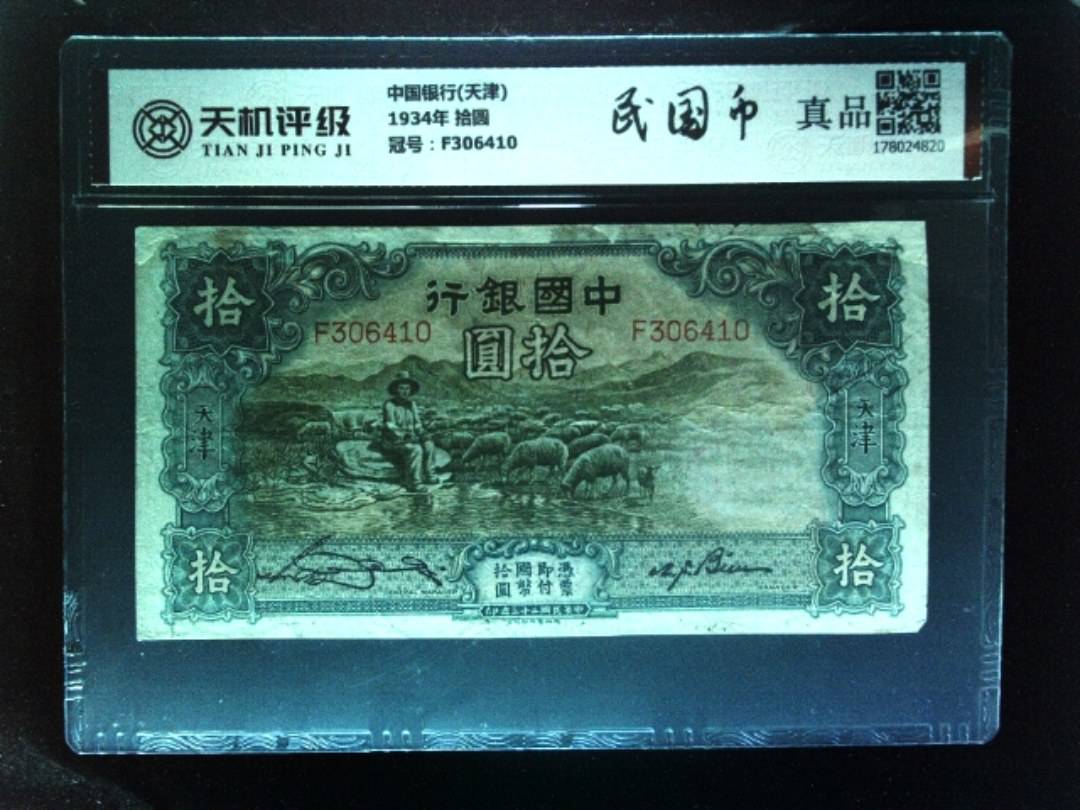 天机评级
TIAN JI PING JI
中国银行(天津)
1934年 拾圆
冠号：F306410
民国币
真品
178024820
拾
行銀國中
拾
F306410
F306410
圓拾
天津
天津
拾
憑票
即付
國幣
拾圓
拾